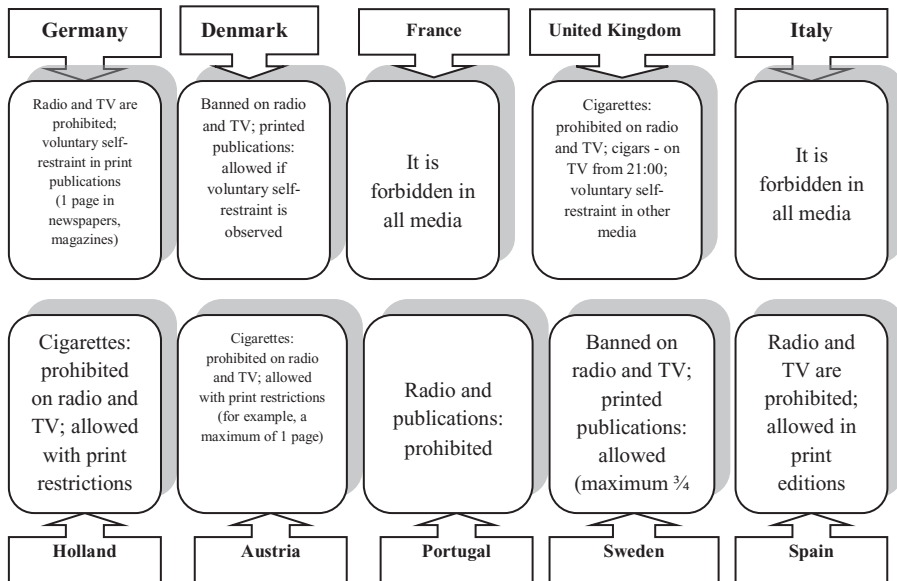 Germany
Radio and TV are
prohibited;
voluntary self-
restraint in print
publications
(1 page in
newspapers,
magazines)
Denmark
Banned on radio
and TV; printed
publications:
allowed if
voluntary self-
restraint is
observed
France
It is
forbidden in
all media
United Kingdom
Cigarettes:
prohibited on radio
and TV; cigars - on
TV from 21:00;
voluntary self-
restraint in other
media
Italy
It is
forbidden in
all media
Cigarettes:
prohibited
on radio and
TV; allowed
with print
restrictions
Holland
Cigarettes:
prohibited on radio
and TV; allowed
with print restrictions
(for example, a
maximum of 1 page)
Austria
Radio and
publications:
prohibited
Portugal
Banned on
radio and TV;
printed
publications:
allowed
(maximum ¾
Sweden
Radio and
TV are
prohibited;
allowed in
print
editions
Spain